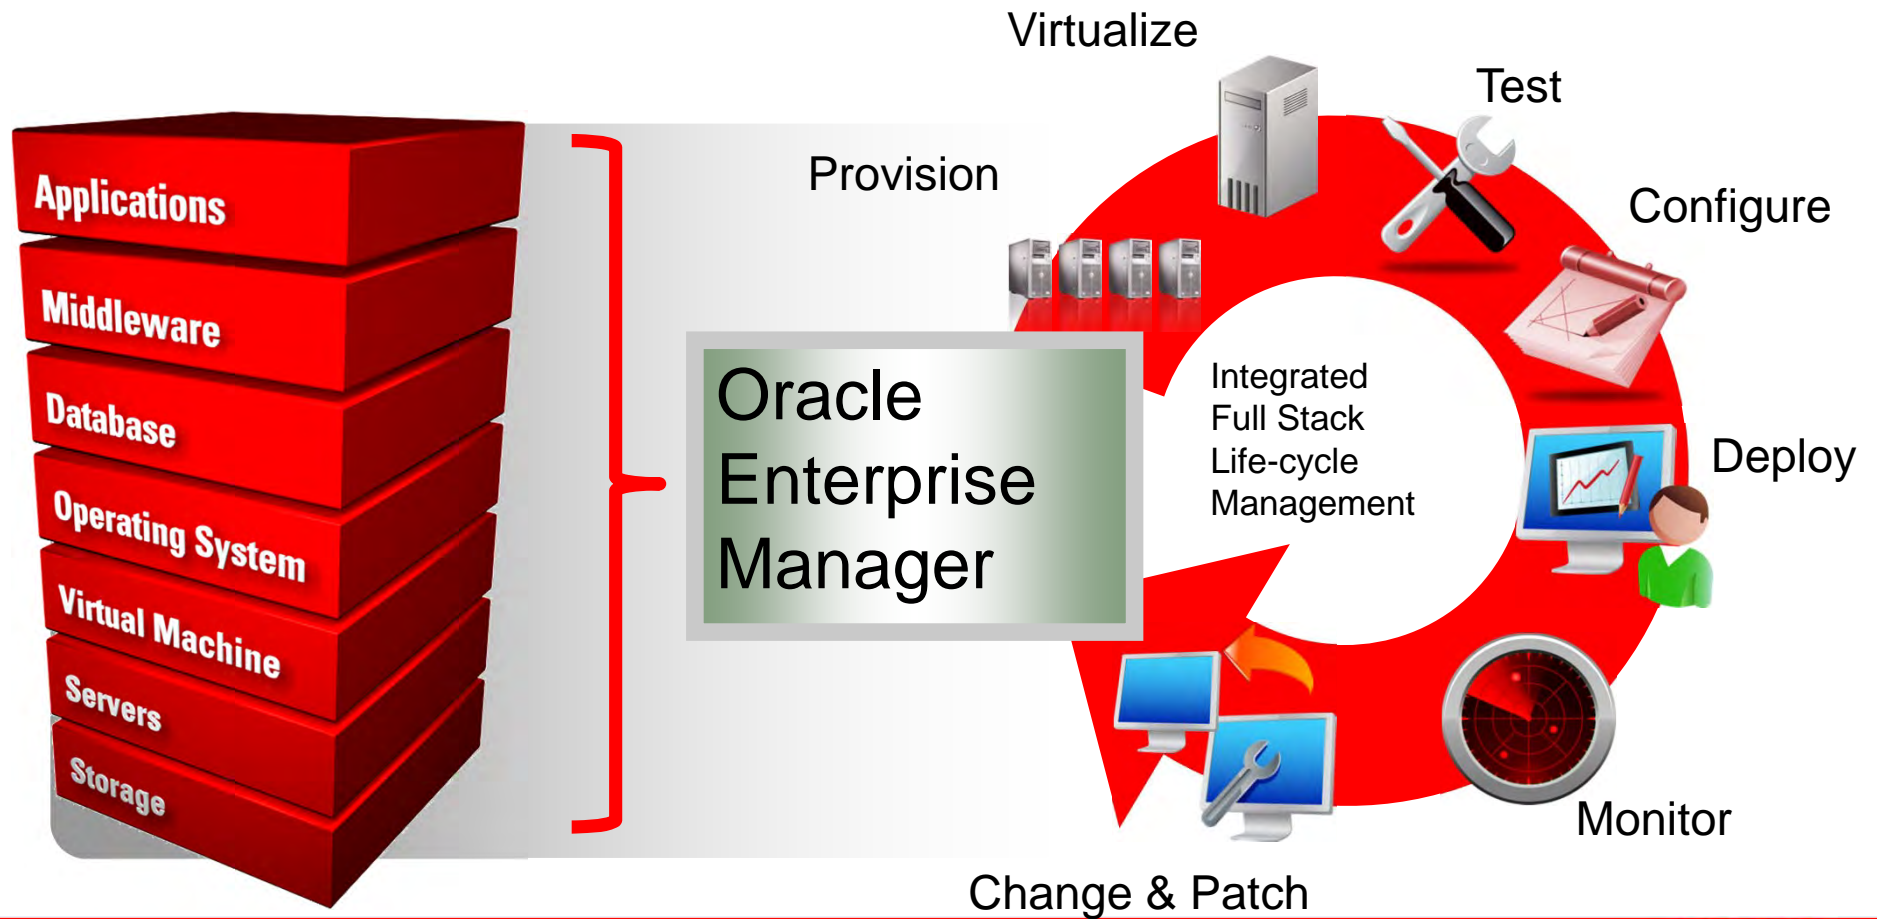 Applications
Middleware
Database
Operating System
Virtual Machine
Servers
Storage
Oracle
Enterprise
Manager
Provision
Virtualize
Test
Configure
Deploy
Monitor
Change & Patch
Integrated
Full Stack
Life-cycle
Management